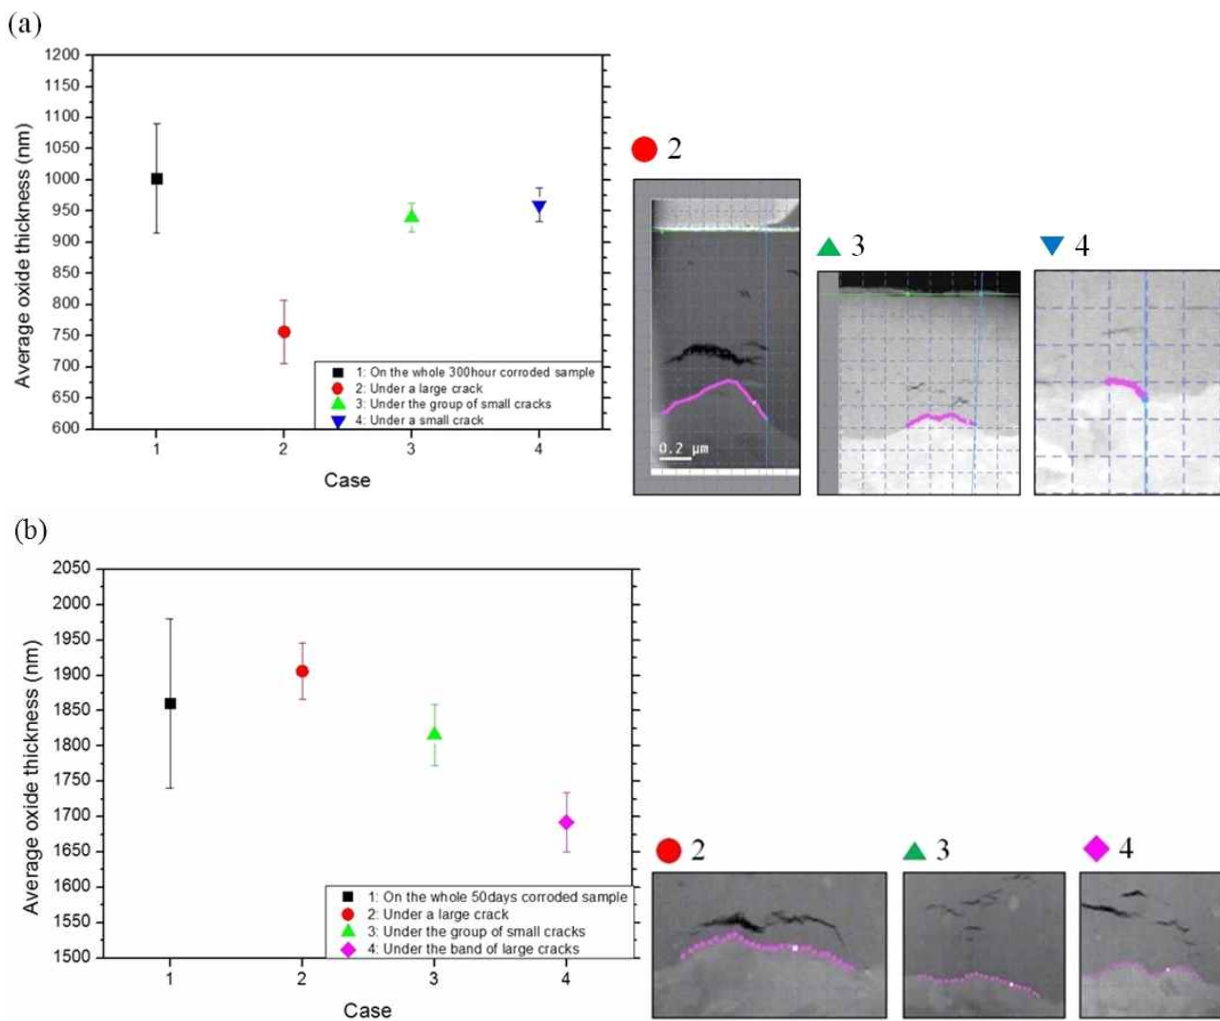 (a)
1200
1150
1100
1050
1000
950
900
850
800
750
700
650
600
Average oxide thickness (nm)
1: On the whole 300hour corroded sample
2: Under a large crack
3: Under the group of small cracks
4: Under a small crack
1 2 3 4
Case
2
0.2 μm
3
4
(b)
2050
2000
1950
1900
1850
1800
1750
1700
1650
1600
1550
1500
Average oxide thickness (nm)
1: On the whole 50days corroded sample
2: Under a large crack
3: Under the group of small cracks
4: Under the band of large cracks
1 2 3 4
Case
2
3
4